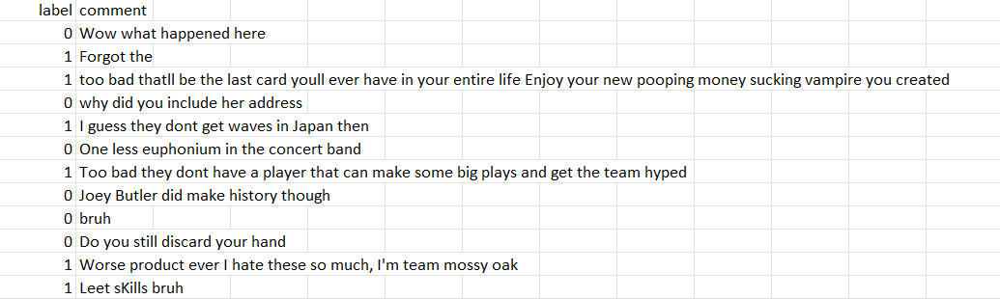 label comment
0 Wow what happened here
1 Forgot the
1 too bad thatll be the last card youll ever have in your entire life Enjoy your new pooping money sucking vampire you created
0 why did you include her address
1 I guess they dont get waves in Japan then
0 One less euphonium in the concert band
1 Too bad they dont have a player that can make some big plays and get the team hyped
0 Joey Butler did make history though
0 bruh
0 Do you still discard your hand
1 Worse product ever I hate these so much, I'm team mossy oak
1 Leet sKills bruh